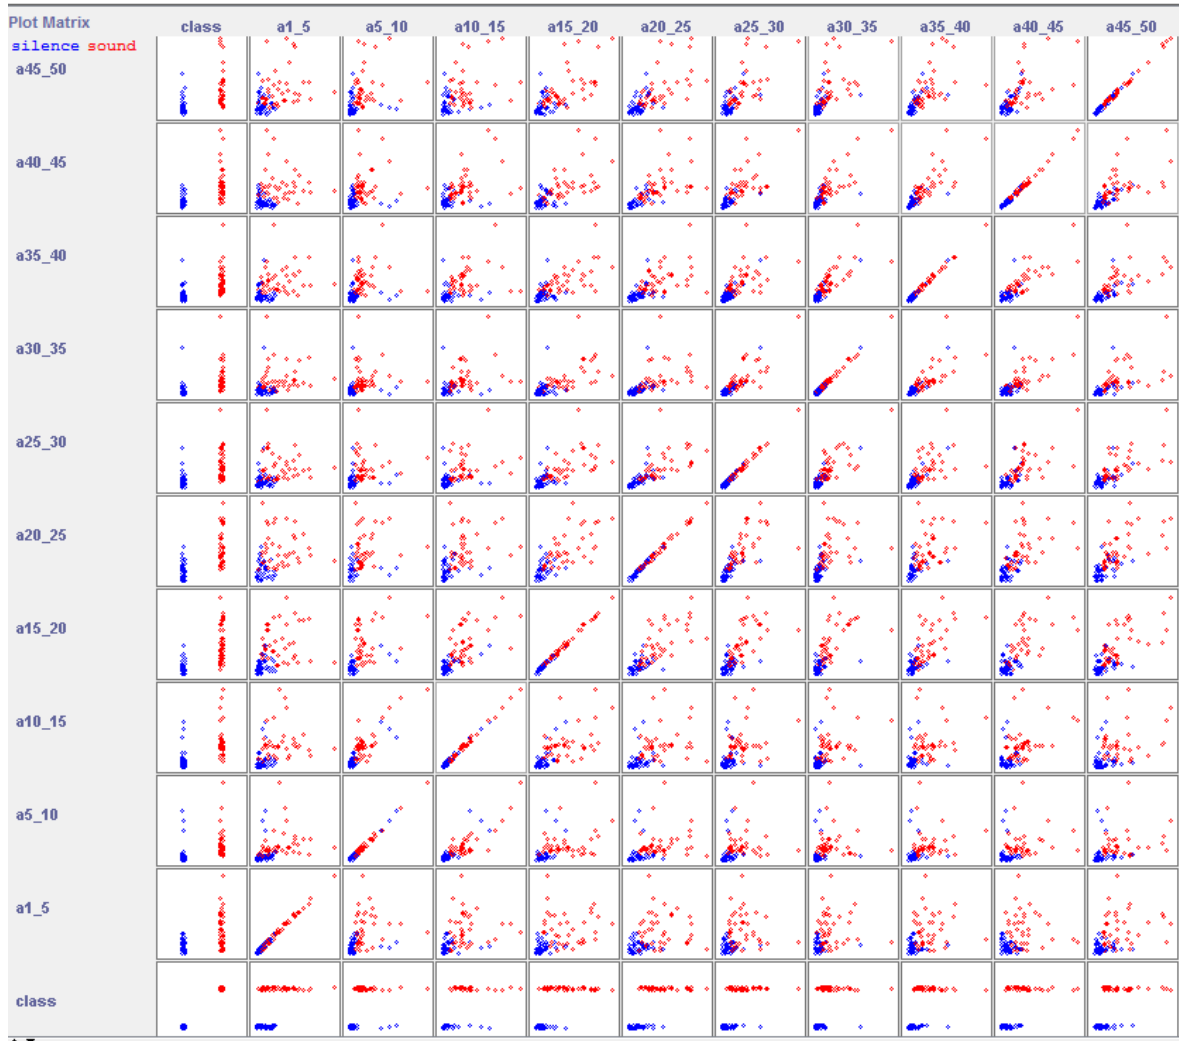 Plot Matrix class a1_5 a5_10 a10_15 a15_20 a20_25 a25_30 a30_35 a35_40 a40_45 a45_50
silence sound
a45_50
a40_45
a35_40
a30_35
a25_30
a20_25
a15_20
a10_15
a5_10
a1_5
class